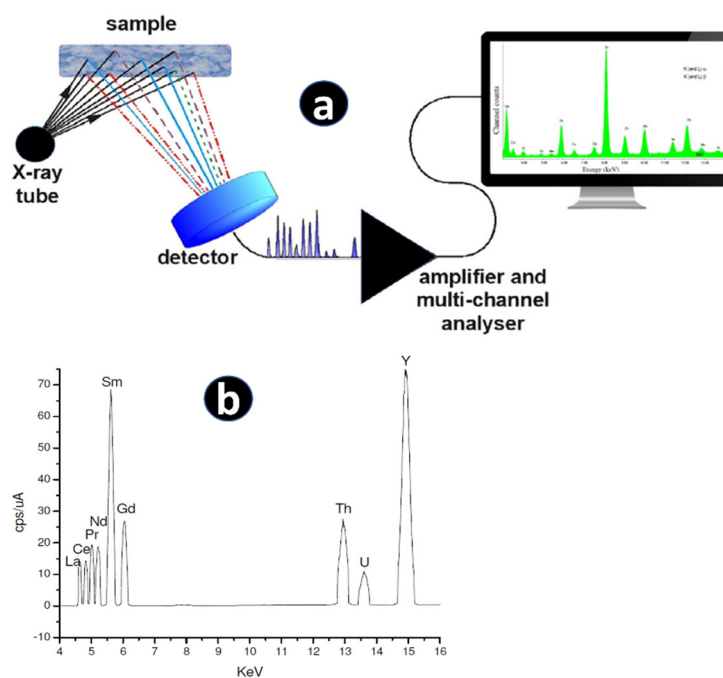 sample
a
X-ray
tube
detector
amplifier and
multi-channel
analyser
Channel counts
Energy (keV)
b
cps/uA
70
60
50
40
30
20
10
0
-10
La
Ce
Pr
Nd
Sm
Gd
Th
U
Y
4 5 6 7 8 9 10 11 12 13 14 15 16
KeV